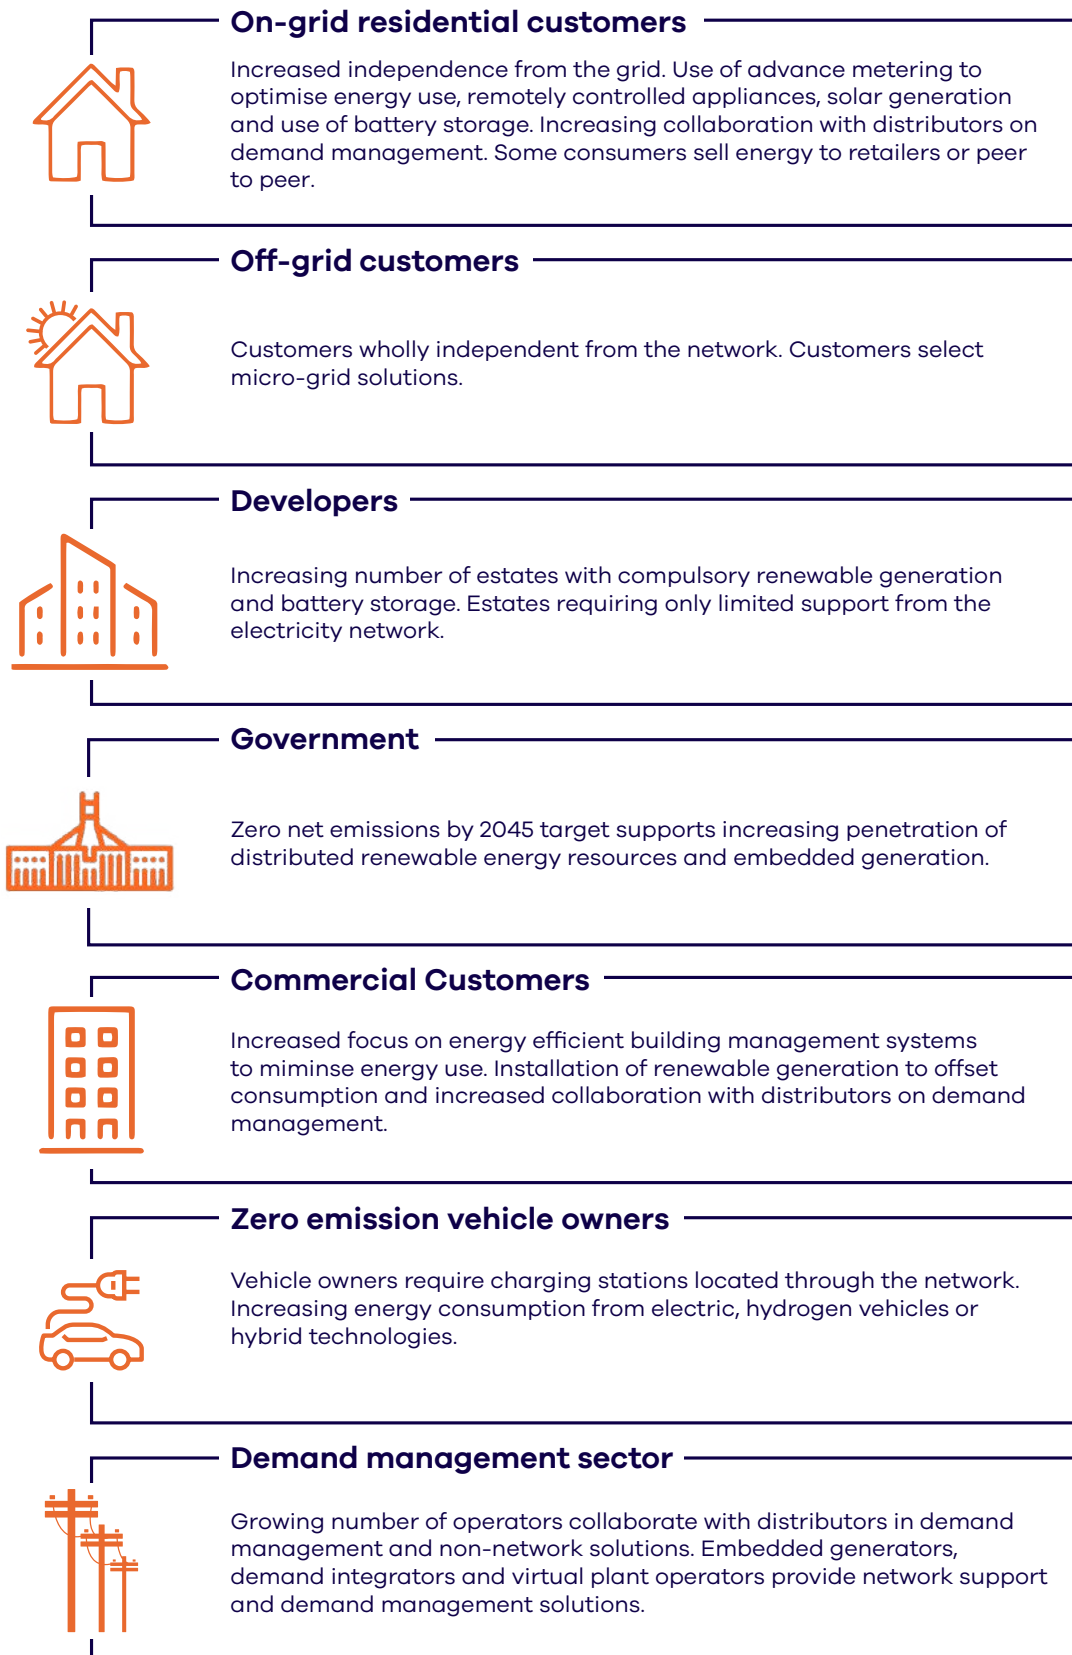 On-grid residential customers
Increased independence from the grid. Use of advance metering to
optimise energy use, remotely controlled appliances, solar generation
and use of battery storage. Increasing collaboration with distributors on
demand management. Some consumers sell energy to retailers or peer
to peer.
Off-grid customers
Customers wholly independent from the network. Customers select
micro-grid solutions.
Developers
Increasing number of estates with compulsory renewable generation
and battery storage. Estates requiring only limited support from the
electricity network.
Government
Zero net emissions by 2045 target supports increasing penetration of
distributed renewable energy resources and embedded generation.
Commercial Customers
Increased focus on energy efficient building management systems
to miminse energy use. Installation of renewable generation to offset
consumption and increased collaboration with distributors on demand
management.
Zero emission vehicle owners
Vehicle owners require charging stations located through the network.
Increasing energy consumption from electric, hydrogen vehicles or
hybrid technologies.
Demand management sector
Growing number of operators collaborate with distributors in demand
management and non-network solutions. Embedded generators,
demand integrators and virtual plant operators provide network support
and demand management solutions.